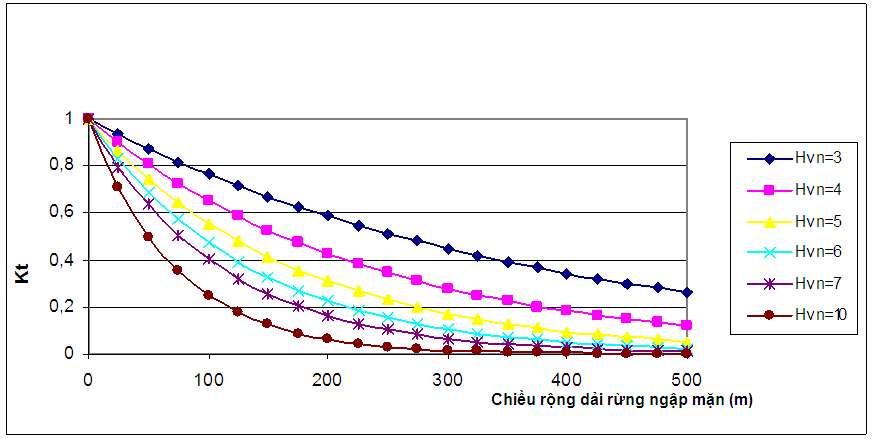 1
0,8
0,6
0,4
0,2
0
Kt
0 100 200 300 400 500
Chiều rộng dải rừng ngập mặn (m)
Hvn=3
Hvn=4
Hvn=5
Hvn=6
Hvn=7
Hvn=10